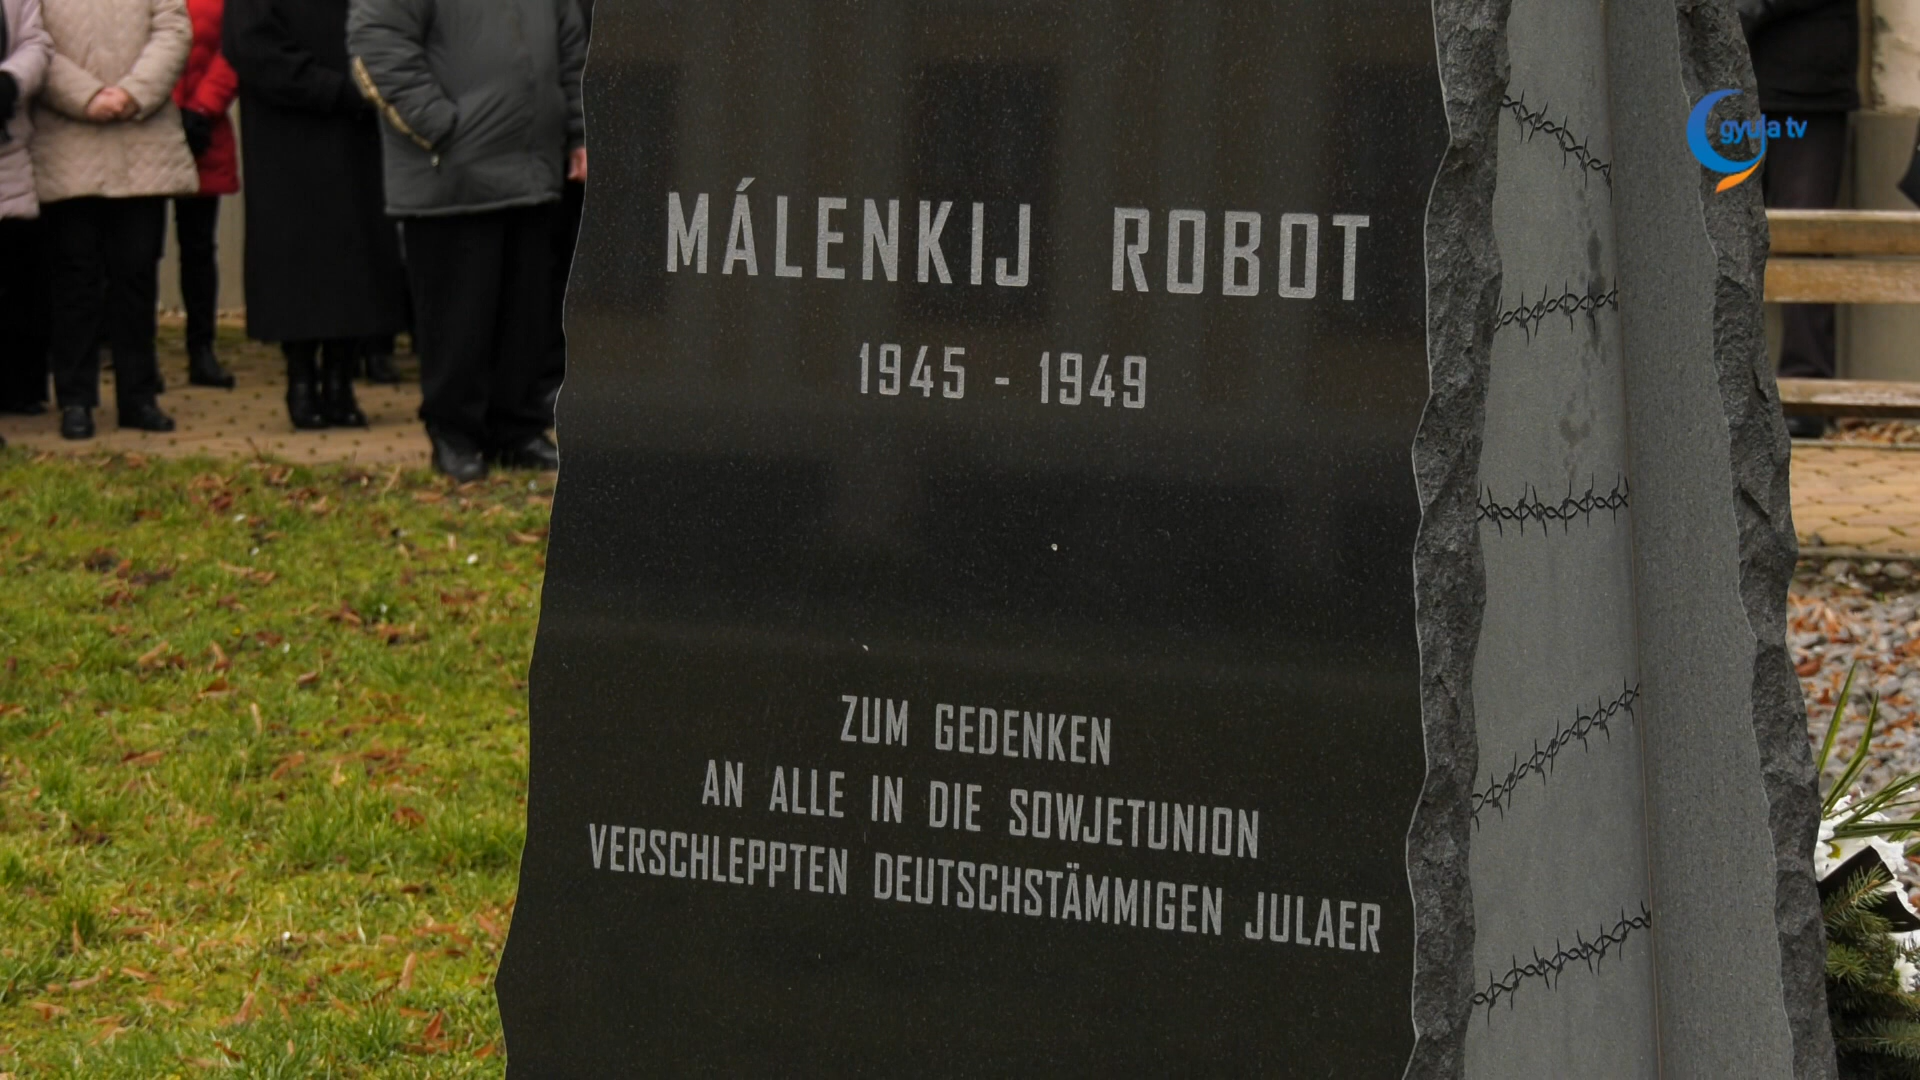 MÁLENKIJ ROBOT
1945 - 1949
ZUM GEDENKEN
AN ALLE IN DIE SOWJETUNION
VERSCHLEPPTEN DEUTSCHSTÄMMIGEN JULAER
gyula tv